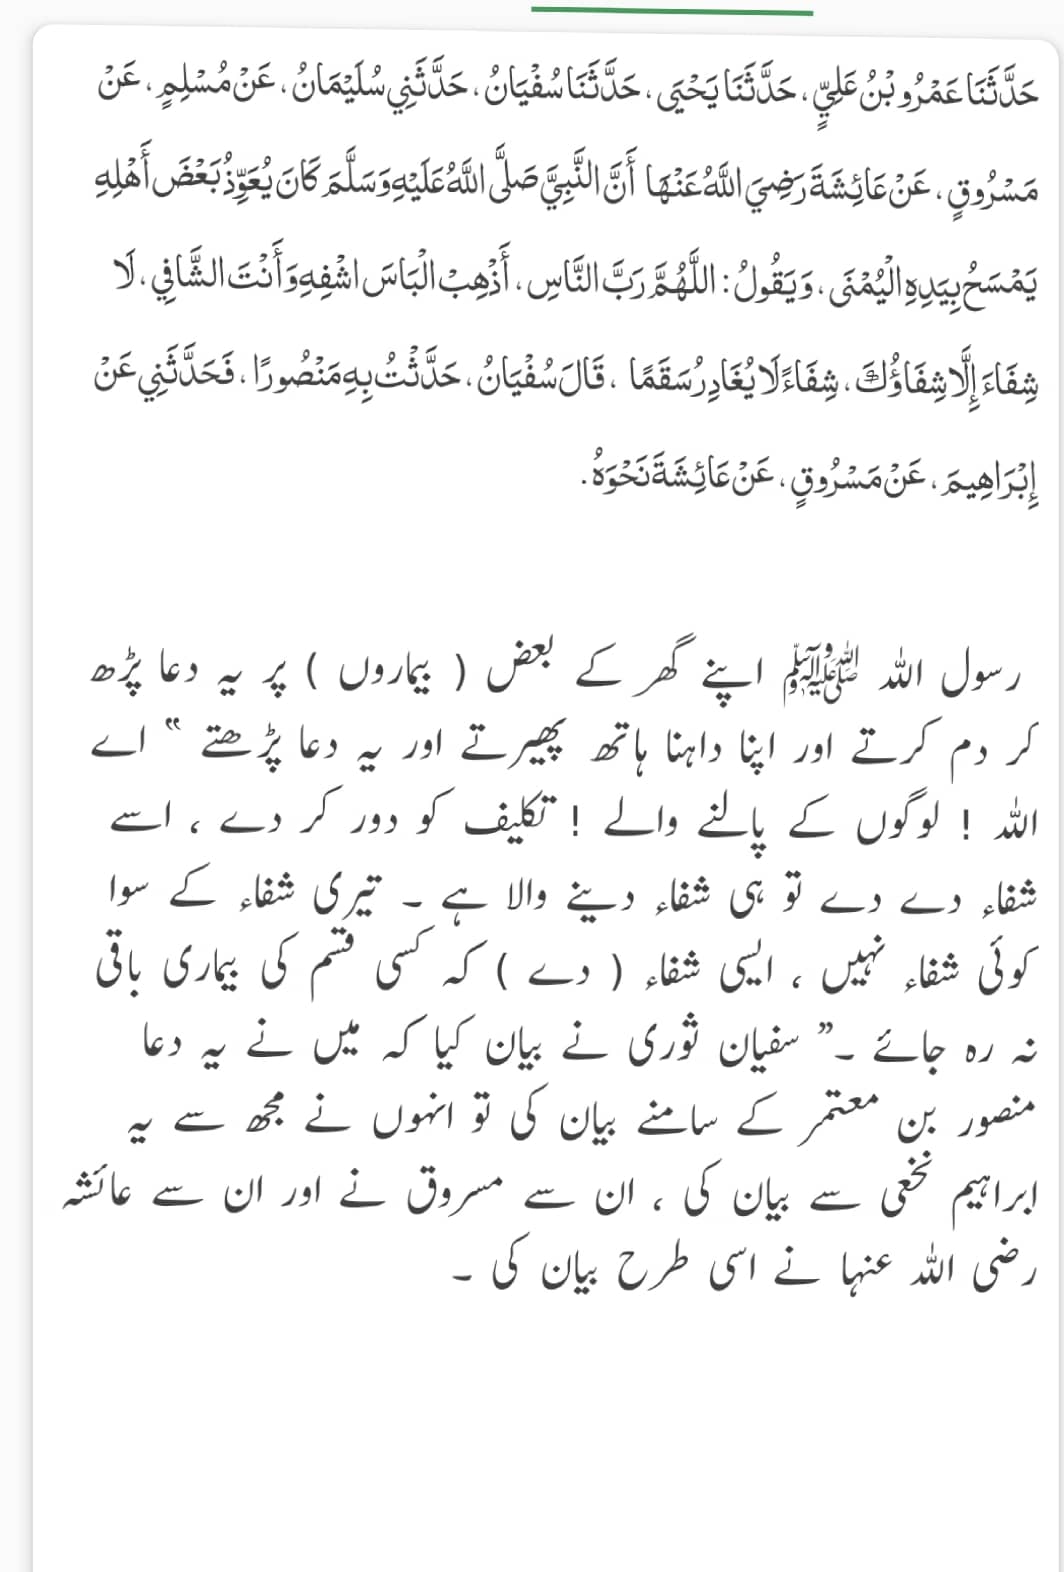 حَدَّثَنَا عَمْرُو بْنُ عَلِيٍّ، حَدَّثَنَا يَحْيَى، حَدَّثَنَا سُفْيَانُ، حَدَّثَنِي سُلَيْمَانُ، عَنْ مُسْلِمٍ، عَنْ
مَسْرُوقٍ، عَنْ عَائِشَةَ رَضِيَ اللَّهُ عَنْهَا أَنَّ النَّبِيَّ صَلَّى اللَّهُ عَلَيْهِ وَسَلَّمَ كَانَ يُعَوِّذُ بَعْضَ أَهْلِهِ
يَمْسَحُ بِيَدِهِ الْيُمْنَى، وَيَقُولُ: اللَّهُمَّ رَبَّ النَّاسِ، أَذْهِبْ الْبَاسَ اشْفِهِ وَأَنْتَ الشَّافِي، لَا
شِفَاءَ إِلَّا شِفَاؤُكَ، شِفَاءً لَا يُغَادِرُ سَقَمًا ، قَالَ سُفْيَانُ، حَدَّثْتُ بِهِ مَنْصُورًا، فَحَدَّثَنِي عَنْ
إِبْرَاهِيمَ، عَنْ مَسْرُوقٍ، عَنْ عَائِشَةَ نَحْوَهُ.
رسول اللہ ﷺ اپنے گھر کے بعض ( بیماروں ) پر یہ دعا پڑھ
کر دم کرتے اور اپنا داہنا ہاتھ پھیرتے اور یہ دعا پڑھتے “ اے
اللہ ! لوگوں کے پالنے والے ! تکلیف کو دور کر دے ، اسے
شفاء دے دے تو ہی شفاء دینے والا ہے ۔ تیری شفاء کے سوا
کوئی شفاء نہیں ، ایسی شفاء ( دے ) کہ کسی قسم کی بیماری باقی
نہ رہ جائے ۔” سفیان ثوری نے بیان کیا کہ میں نے یہ دعا
منصور بن معتمر کے سامنے بیان کی تو انہوں نے مجھ سے یہ
ابراہیم نخعی سے بیان کی ، ان سے مسروق نے اور ان سے عائشہ
رضی اللہ عنہا نے اسی طرح بیان کی ۔